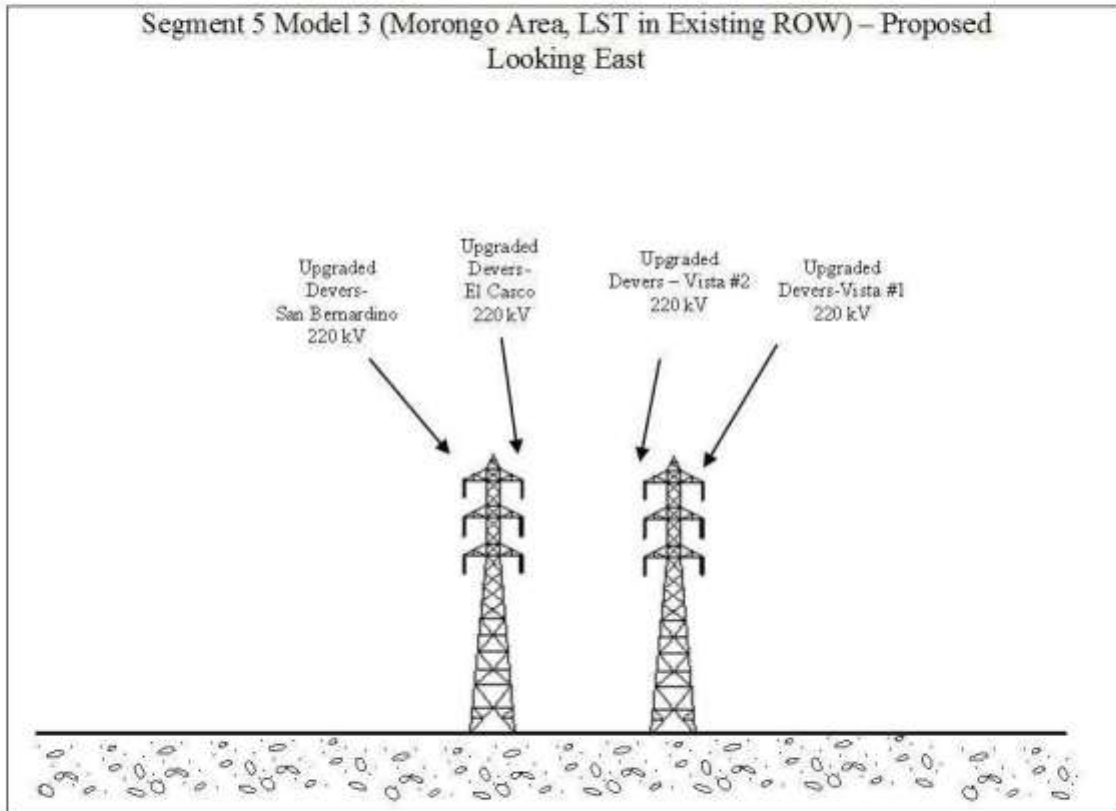 Segment 5 Model 3 (Morongo Area, LST in Existing ROW) – Proposed
Looking East
Upgraded
Devers-
San Bernardino
220 kV
Upgraded
Devers-
El Casco
220 kV
Upgraded
Devers – Vista #2
220 kV
Upgraded
Devers-Vista #1
220 kV